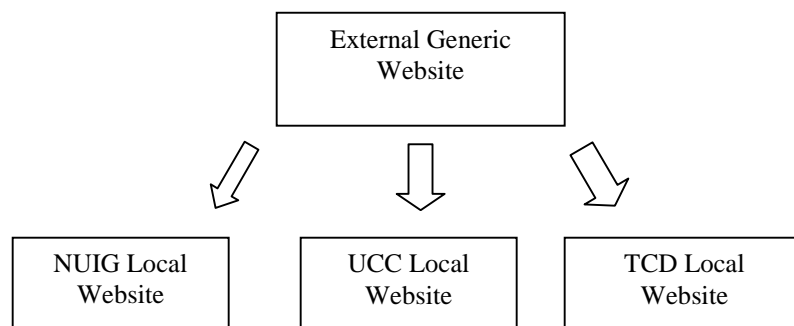 External Generic
Website
NUIG Local
Website
UCC Local
Website
TCD Local
Website